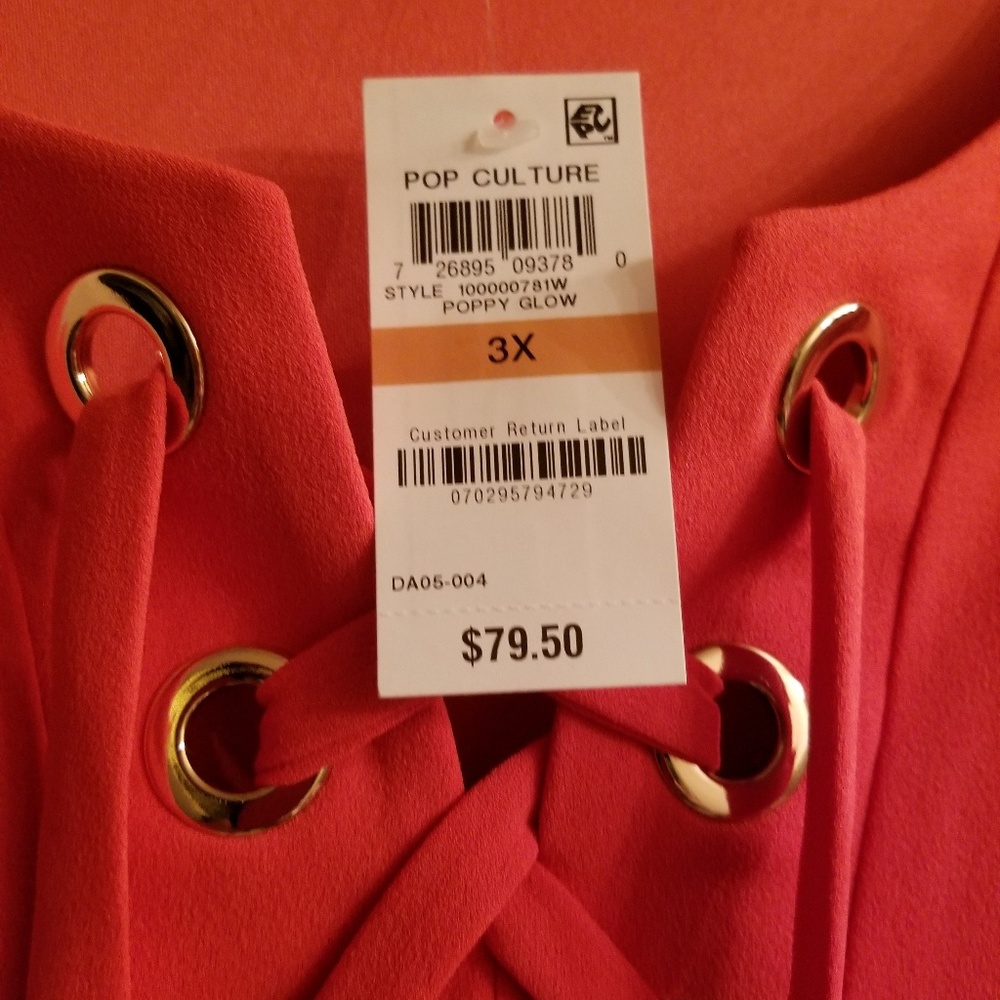 POP CULTURE
7 26895 09378 0
STYLE 100000781W
POPPY GLOW
3X
Customer Return Label
070295794729
DA05-004
$79.50